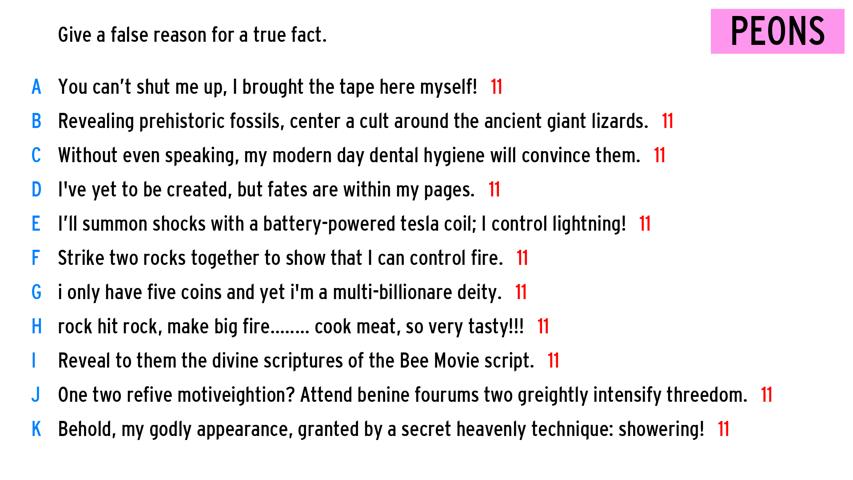 Give a false reason for a true fact.
PEONS
A You can't shut me up, I brought the tape here myself! 11
B Revealing prehistoric fossils, center a cult around the ancient giant lizards. 11
C Without even speaking, my modern day dental hygiene will convince them. 11
D I've yet to be created, but fates are within my pages. 11
E I'll summon shocks with a battery-powered tesla coil; I control lightning! 11
F Strike two rocks together to show that I can control fire. 11
G i only have five coins and yet i'm a multi-billionare deity. 11
H rock hit rock, make big fire........ cook meat, so very tasty!!! 11
I Reveal to them the divine scriptures of the Bee Movie script. 11
J One two refive motiveightion? Attend benine fourums two greightly intensify threedom. 11
K Behold, my godly appearance, granted by a secret heavenly technique: showering! 11